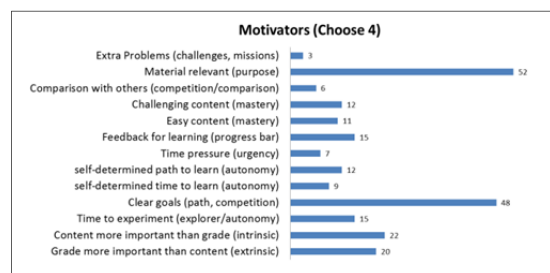 Motivators (Choose 4)
Extra Problems (challenges, missions) 3
Material relevant (purpose) 52
Comparison with others (competition/comparison) 6
Challenging content (mastery) 12
Easy content (mastery) 11
Feedback for learning (progress bar) 15
Time pressure (urgency) 7
self-determined path to learn (autonomy) 12
self-determined time to learn (autonomy) 9
Clear goals (path, competition) 48
Time to experiment (explorer/autonomy) 15
Content more important than grade (intrinsic) 22
Grade more important than content (extrinsic) 20